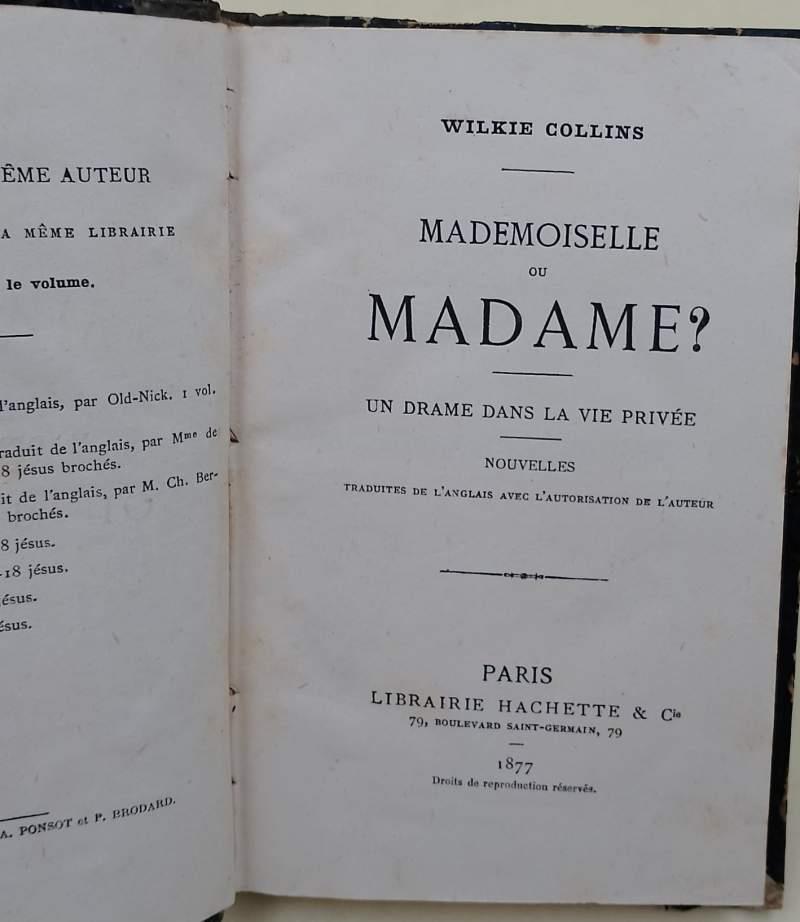 ÊME AUTEUR
A MÊME LIBRAIRIE
le volume.
l'anglais, par Old-Nick. 1 vol.
raduit de l'anglais, par Mme de
8 jésus brochés.
it de l'anglais, par M. Ch. Ber-
brochés.
8 jésus.
-18 jésus.
jésus.
ésus.
A. PONSOT et P. BRODARD.
WILKIE COLLINS
MADEMOISELLE
OU
MADAME?
UN DRAME DANS LA VIE PRIVÉE
NOUVELLES
TRADUITES DE L'ANGLAIS AVEC L'AUTORISATION DE L'AUTEUR
PARIS
LIBRAIRIE HACHETTE & Cie
79, BOULEVARD SAINT-GERMAIN, 79
1877
Droits de reproduction réservés.